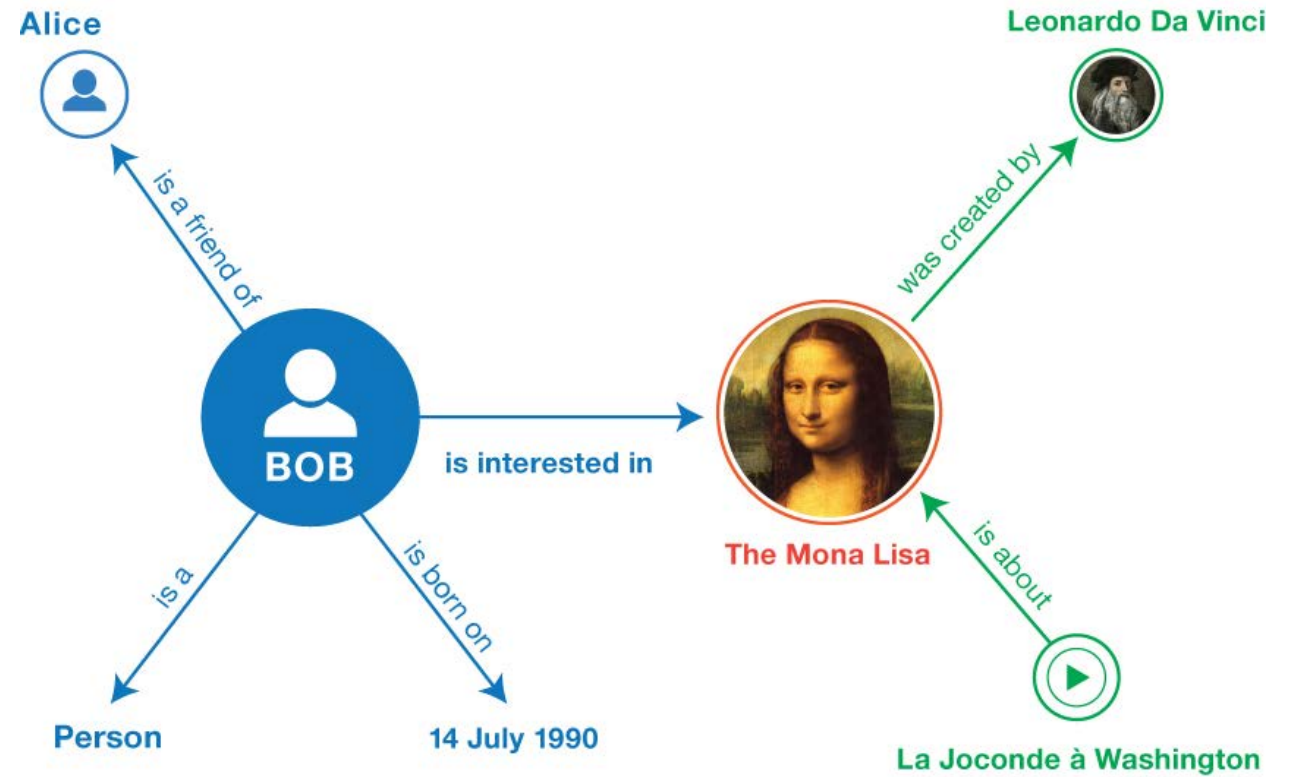 Alice
Leonardo Da Vinci
is a friend of
was created by
BOB
is interested in
The Mona Lisa
is a
is born on
is about
Person
14 July 1990
La Joconde à Washington